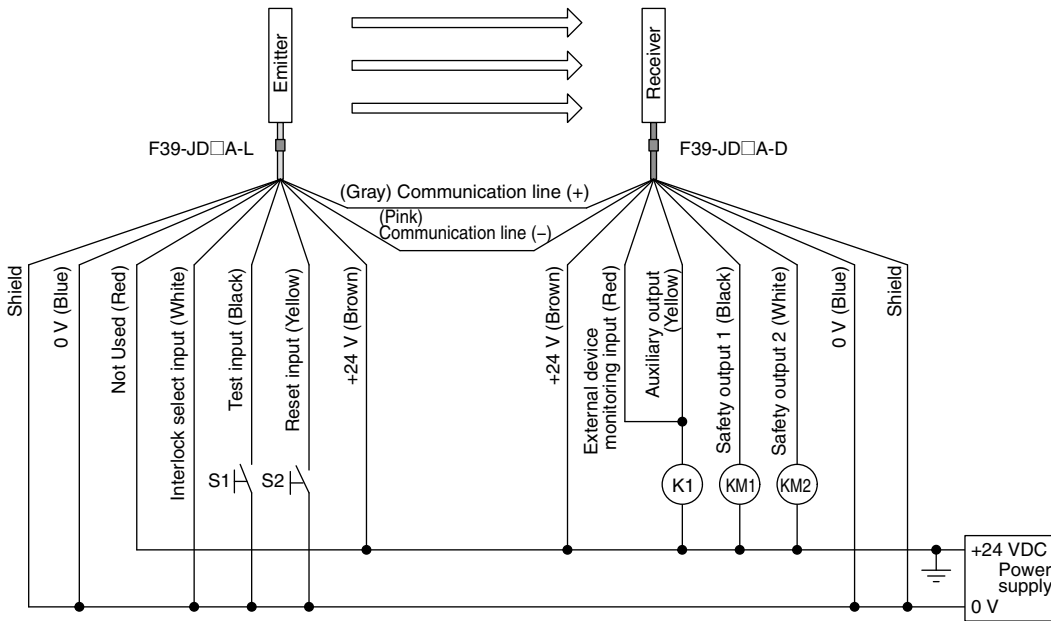 Emitter
Receiver
F39-JD□A-L
F39-JD□A-D
(Gray) Communication line (+)
(Pink)
Communication line (−)
Shield
0 V (Blue)
Not Used (Red)
Interlock select input (White)
Test input (Black)
Reset input (Yellow)
+24 V (Brown)
+24 V (Brown)
External device
monitoring input (Red)
Auxiliary output
(Yellow)
Safety output 1 (Black)
Safety output 2 (White)
0 V (Blue)
Shield
S1
S2
K1
KM1
KM2
+24 VDC
Power
supply
0 V